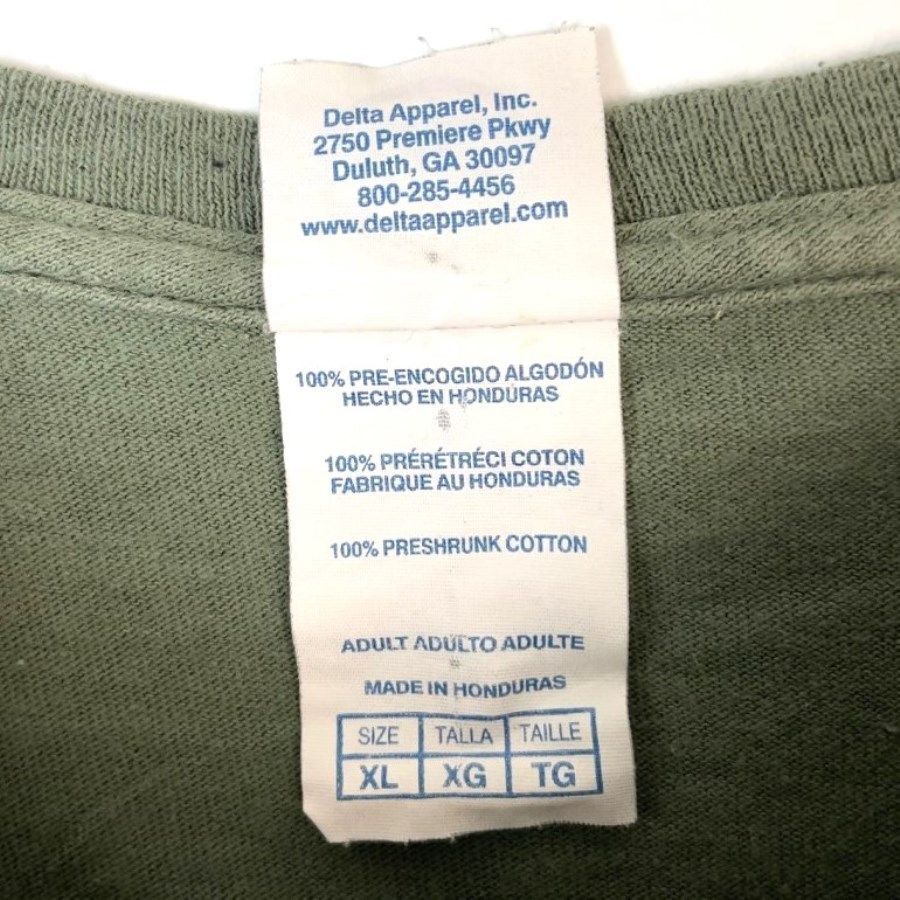 Delta Apparel, Inc.
2750 Premiere Pkwy
Duluth, GA 30097
800-285-4456
www.deltaapparel.com
100% PRE-ENCOGIDO ALGODÓN
HECHO EN HONDURAS
100% PRÉRÉTRÉCI COTON
FABRIQUE AU HONDURAS
100% PRESHRUNK COTTON
ADULT ADULTO ADULTE
MADE IN HONDURAS
SIZE TALLA TAILLE
XL XG TG